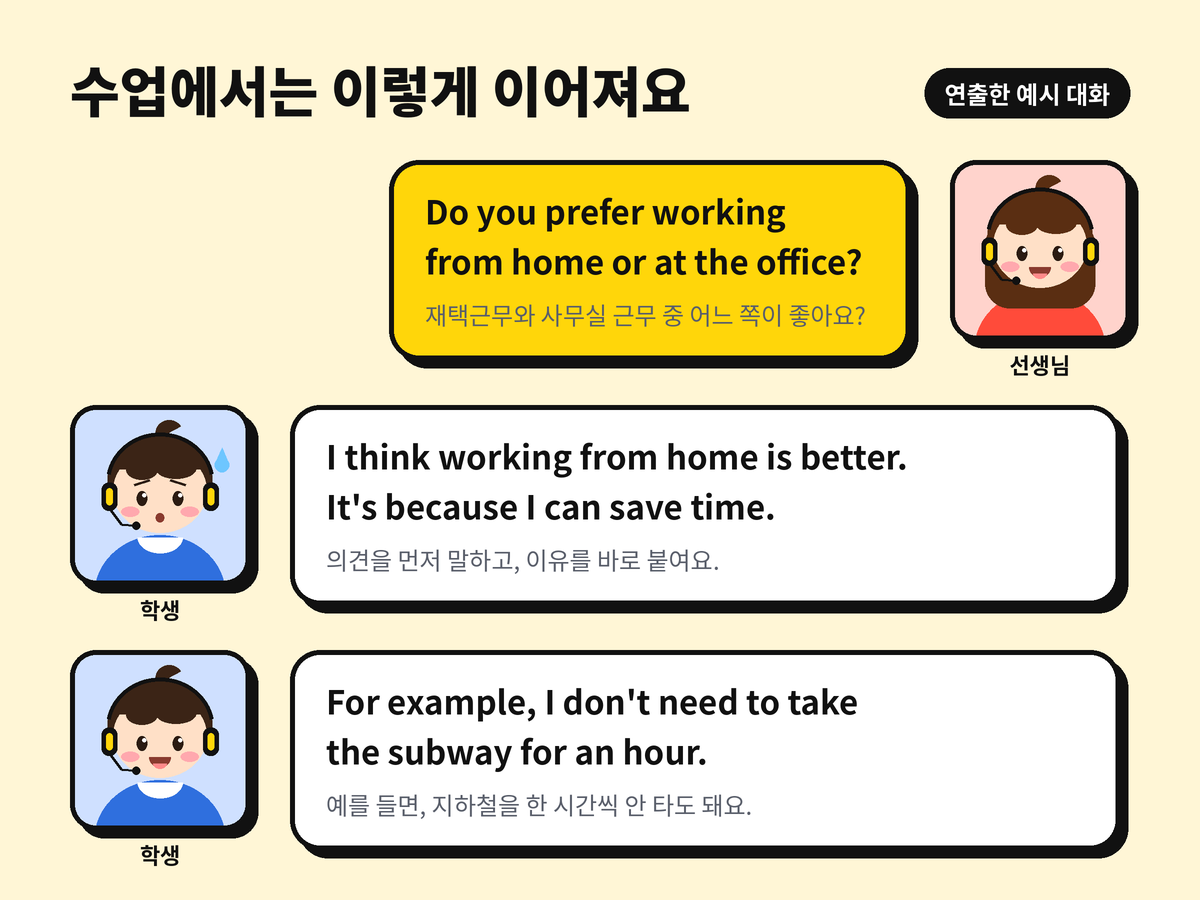 수업에서는 이렇게 이어져요
연출한 예시 대화
Do you prefer working
from home or at the office?
재택근무와 사무실 근무 중 어느 쪽이 좋아요?
선생님
I think working from home is better.
It's because I can save time.
의견을 먼저 말하고, 이유를 바로 붙여요.
학생
For example, I don't need to take
the subway for an hour.
예를 들면, 지하철을 한 시간씩 안 타도 돼요.
학생